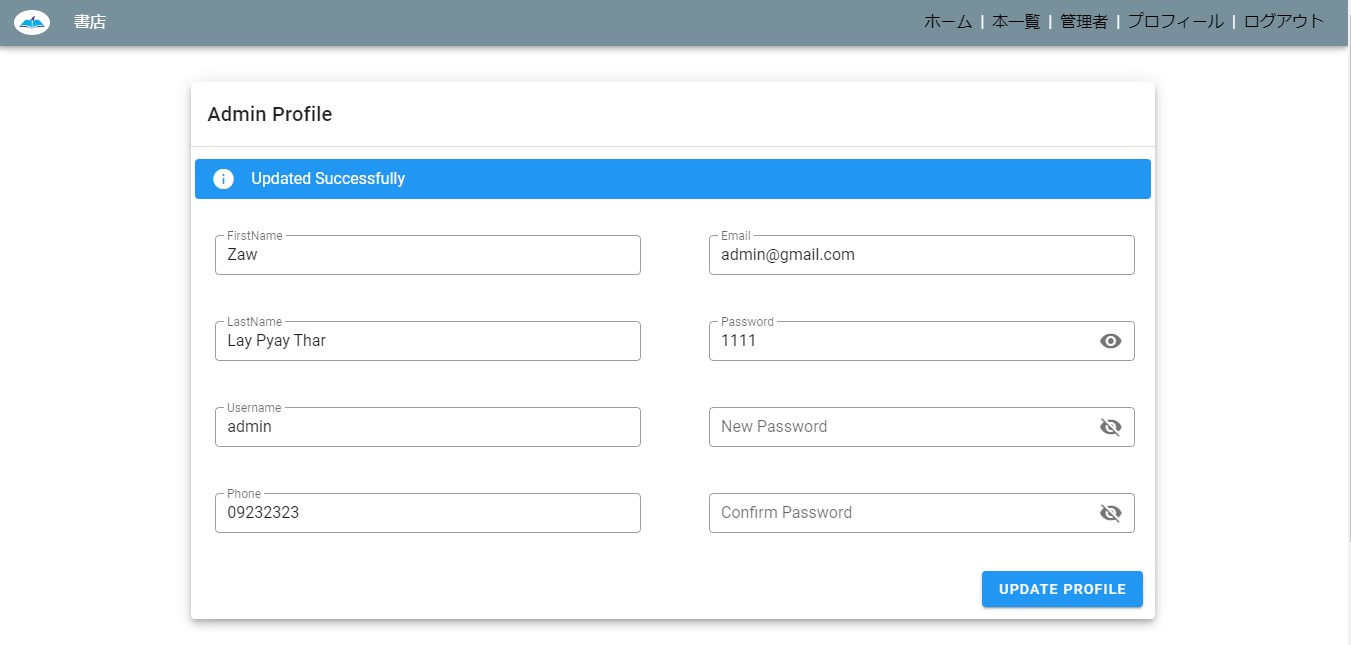 書店
ホーム | 本一覧 | 管理者 | プロフィール | ログアウト
Admin Profile
Updated Successfully
FirstName
Zaw
Email
admin@gmail.com
LastName
Lay Pyay Thar
Password
1111
Username
admin
New Password
Phone
09232323
Confirm Password
UPDATE PROFILE